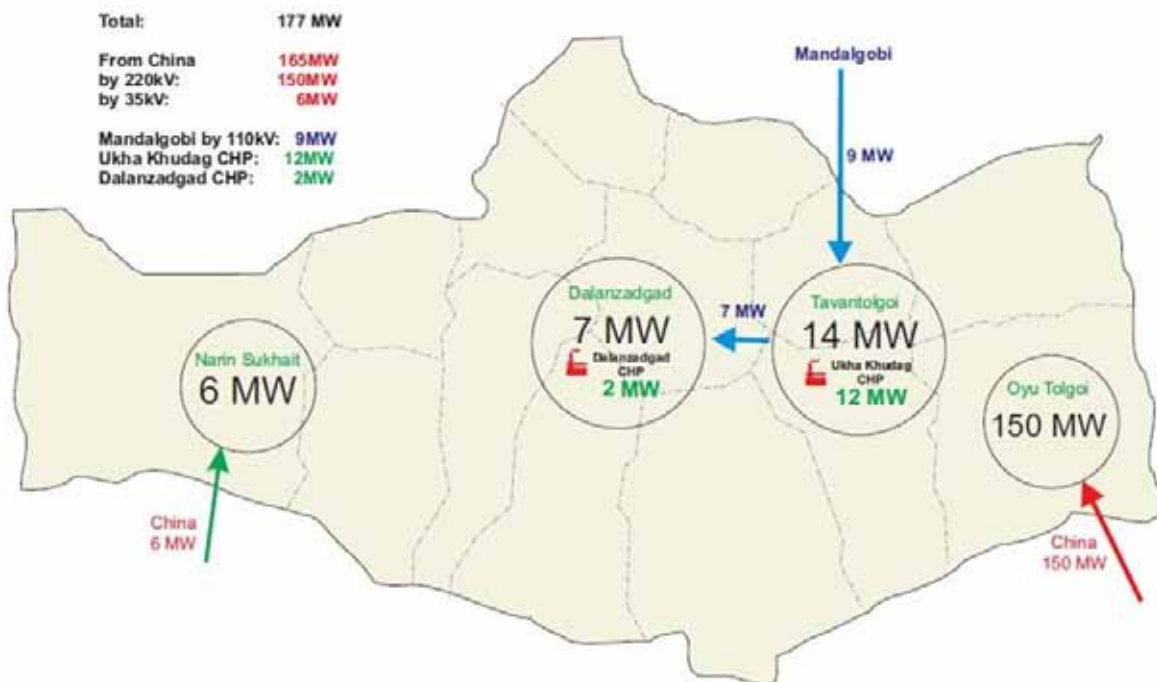 Total: 177 MW
From China 165MW
by 220kV: 150MW
by 35kV: 6MW
Mandalgobi by 110kV: 9MW
Ukha Khudag CHP: 12MW
Dalanzadgad CHP: 2MW
Mandalgobi
9 MW
Dalanzadgad
7 MW
Dalanzadgad
CHP
2 MW
7 MW
Tavantolgoi
14 MW
Ukha Khudag
CHP
12 MW
Narin Sukhait
6 MW
Oyu Tolgoi
150 MW
China
6 MW
China
150 MW